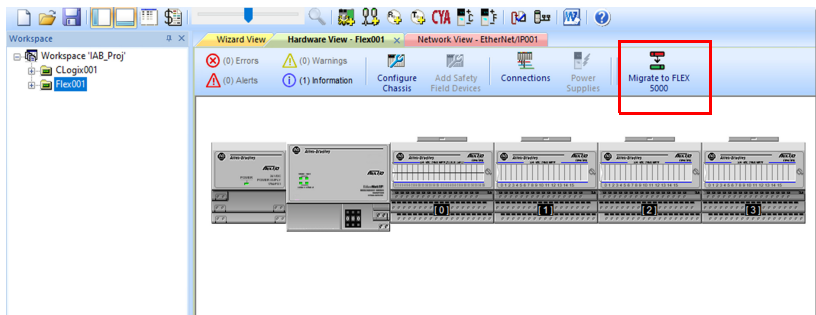 CYA
Workspace
Wizard View
Hardware View - Flex001
Network View - EtherNet/IP001
Workspace 'IAB_Proj'
CLogix001
Flex001
(0) Errors
(0) Warnings
(0) Alerts
(1) Information
Configure
Chassis
Add Safety
Field Devices
Connections
Power
Supplies
Migrate to FLEX
5000
Allen-Bradley
Allen-Bradley
Allen-Bradley
Allen-Bradley
Allen-Bradley
Allen-Bradley
[0]
[1]
[2]
[3]